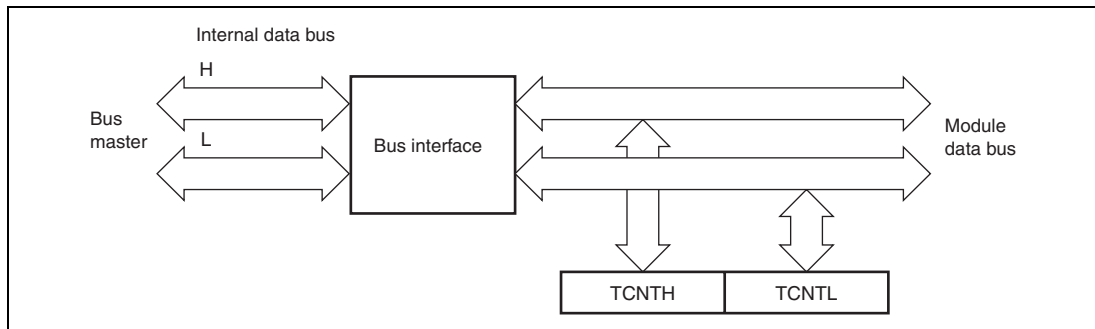 Internal data bus
H
Bus
master
L
Bus interface
Module
data bus
TCNTH
TCNTL